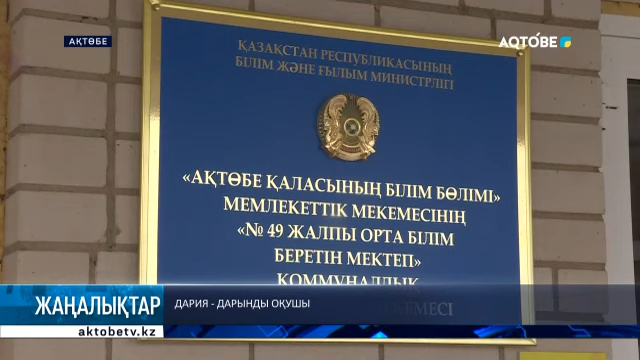 АҚТӨБЕ
AQTOBE
ҚАЗАҚСТАН РЕСПУБЛИКАСЫНЫҢ
БІЛІМ ЖӘНЕ ҒЫЛЫМ МИНИСТРЛІГІ
«АҚТӨБЕ ҚАЛАСЫНЫҢ БІЛІМ БӨЛІМІ»
МЕМЛЕКЕТТІК МЕКЕМЕСІНІҢ
«№ 49 ЖАЛПЫ ОРТА БІЛІМ
БЕРЕТІН МЕКТЕП»
КОММУНАЛДЫҚ
ЖАҢАЛЫҚТАР
ДАРИЯ - ДАРЫНДЫ ОҚУШЫ
aktobetv.kz